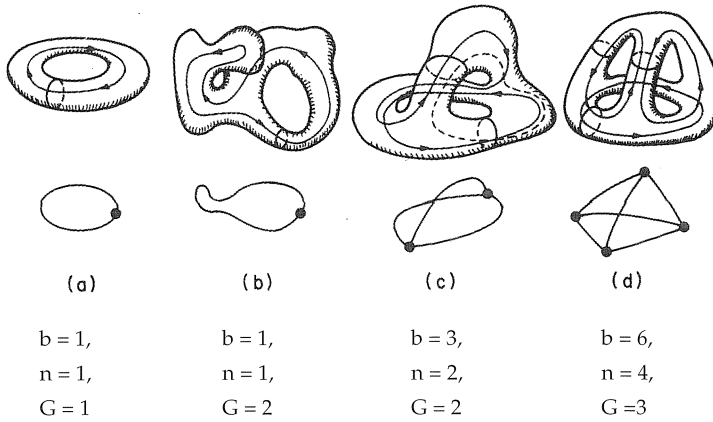 (a) (b) (c) (d)
b = 1, b = 1, b = 3, b = 6,
n = 1, n = 1, n = 2, n = 4,
G = 1 G = 2 G = 2 G =3